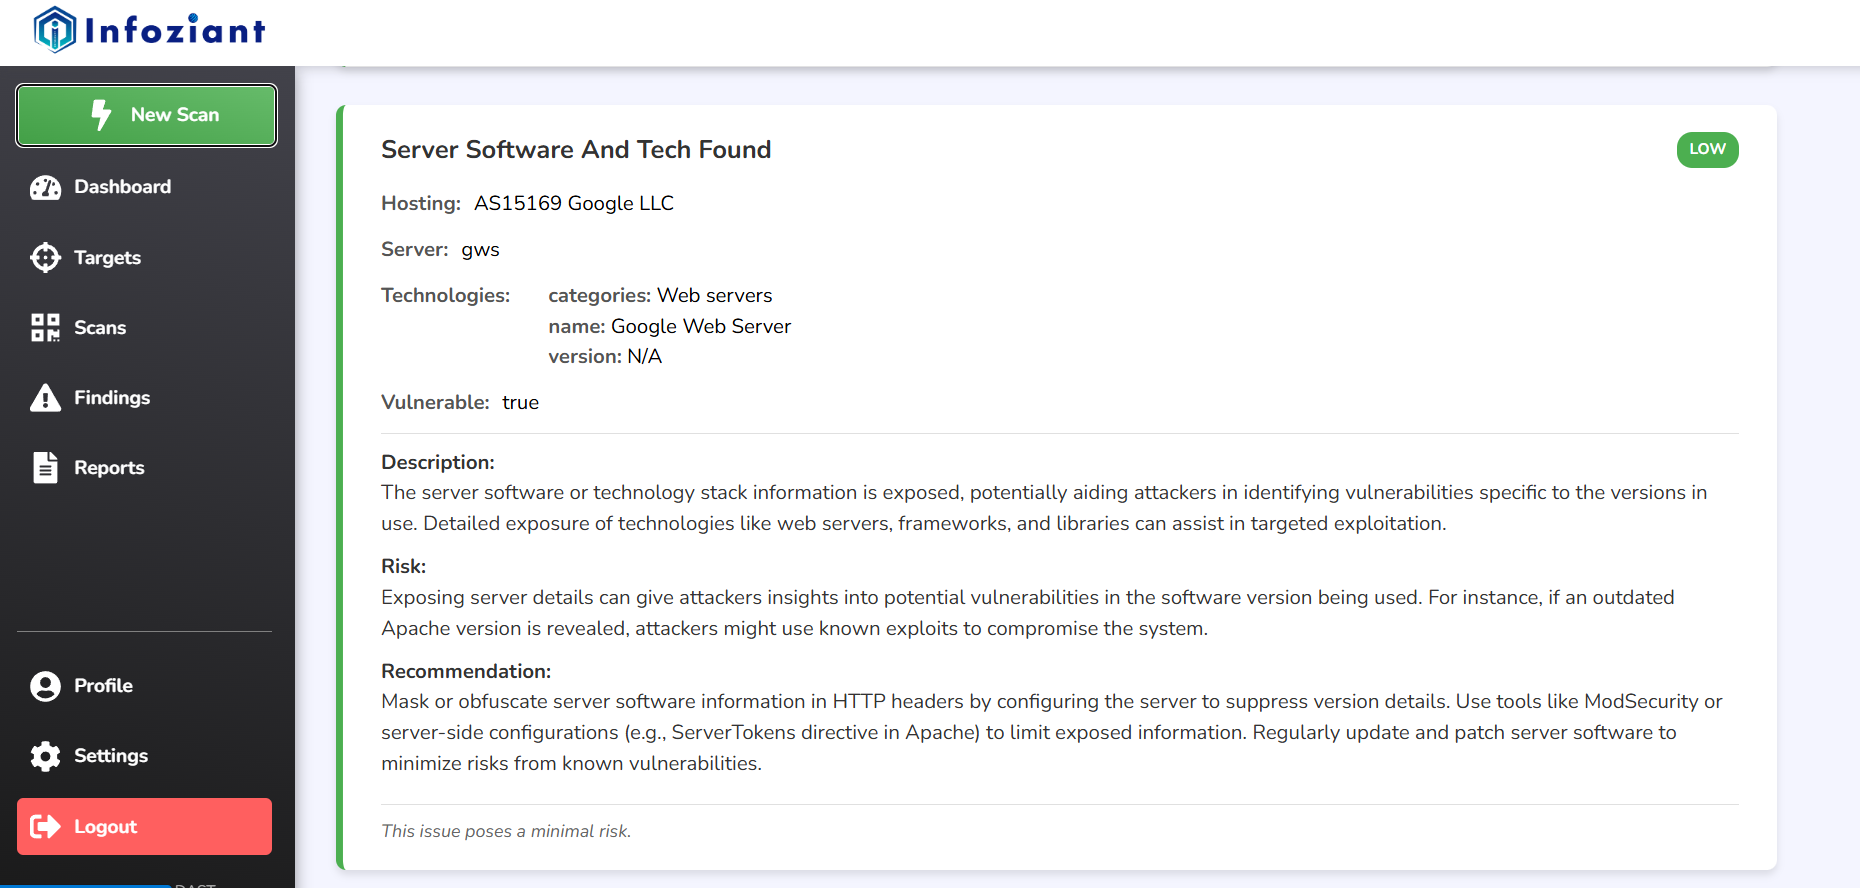 Infoziant
New Scan
Dashboard
Targets
Scans
Findings
Reports
Profile
Settings
Logout
DAST
Server Software And Tech Found
LOW
Hosting: AS15169 Google LLC
Server: gws
Technologies: categories: Web servers
name: Google Web Server
version: N/A
Vulnerable: true
Description:
The server software or technology stack information is exposed, potentially aiding attackers in identifying vulnerabilities specific to the versions in
use. Detailed exposure of technologies like web servers, frameworks, and libraries can assist in targeted exploitation.
Risk:
Exposing server details can give attackers insights into potential vulnerabilities in the software version being used. For instance, if an outdated
Apache version is revealed, attackers might use known exploits to compromise the system.
Recommendation:
Mask or obfuscate server software information in HTTP headers by configuring the server to suppress version details. Use tools like ModSecurity or
server-side configurations (e.g., ServerTokens directive in Apache) to limit exposed information. Regularly update and patch server software to
minimize risks from known vulnerabilities.
This issue poses a minimal risk.